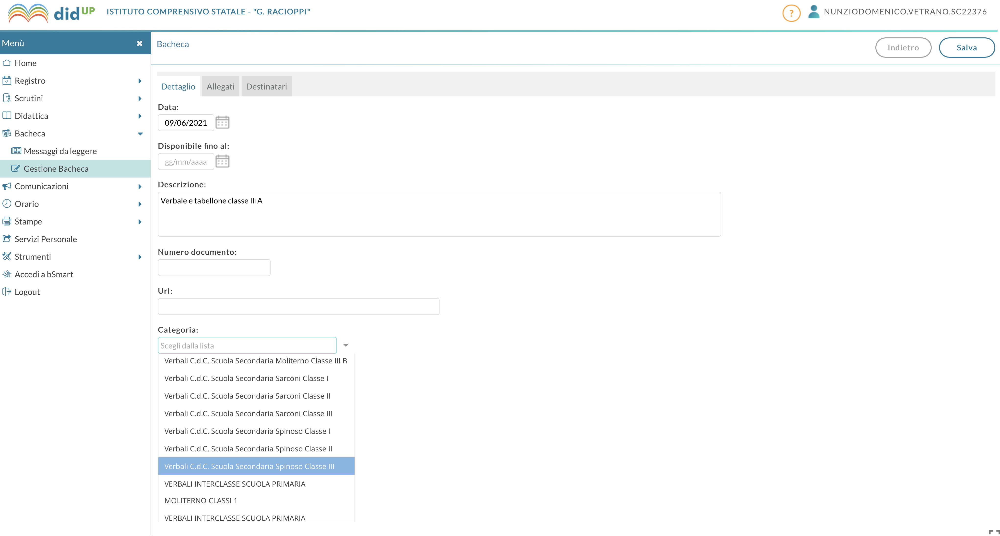 didUP ISTITUTO COMPRENSIVO STATALE - "G. RACIOPPI"
? NUNZIODOMENICO.VETRANO.SC22376
Menù
Home
Registro
Scrutini
Didattica
Bacheca
Messaggi da leggere
Gestione Bacheca
Comunicazioni
Orario
Stampe
Servizi Personale
Strumenti
Accedi a bSmart
Logout
Bacheca
Indietro
Salva
Dettaglio
Allegati
Destinatari
Data:
09/06/2021
Disponibile fino al:
gg/mm/aaaa
Descrizione:
Verbale e tabellone classe IIIA
Numero documento:
Url:
Categoria:
Scegli dalla lista
Verbali C.d.C. Scuola Secondaria Moliterno Classe III B
Verbali C.d.C. Scuola Secondaria Sarconi Classe I
Verbali C.d.C. Scuola Secondaria Sarconi Classe II
Verbali C.d.C. Scuola Secondaria Sarconi Classe III
Verbali C.d.C. Scuola Secondaria Spinoso Classe I
Verbali C.d.C. Scuola Secondaria Spinoso Classe II
Verbali C.d.C. Scuola Secondaria Spinoso Classe III
VERBALI INTERCLASSE SCUOLA PRIMARIA
MOLITERNO CLASSI 1
VERBALI INTERCLASSE SCUOLA PRIMARIA